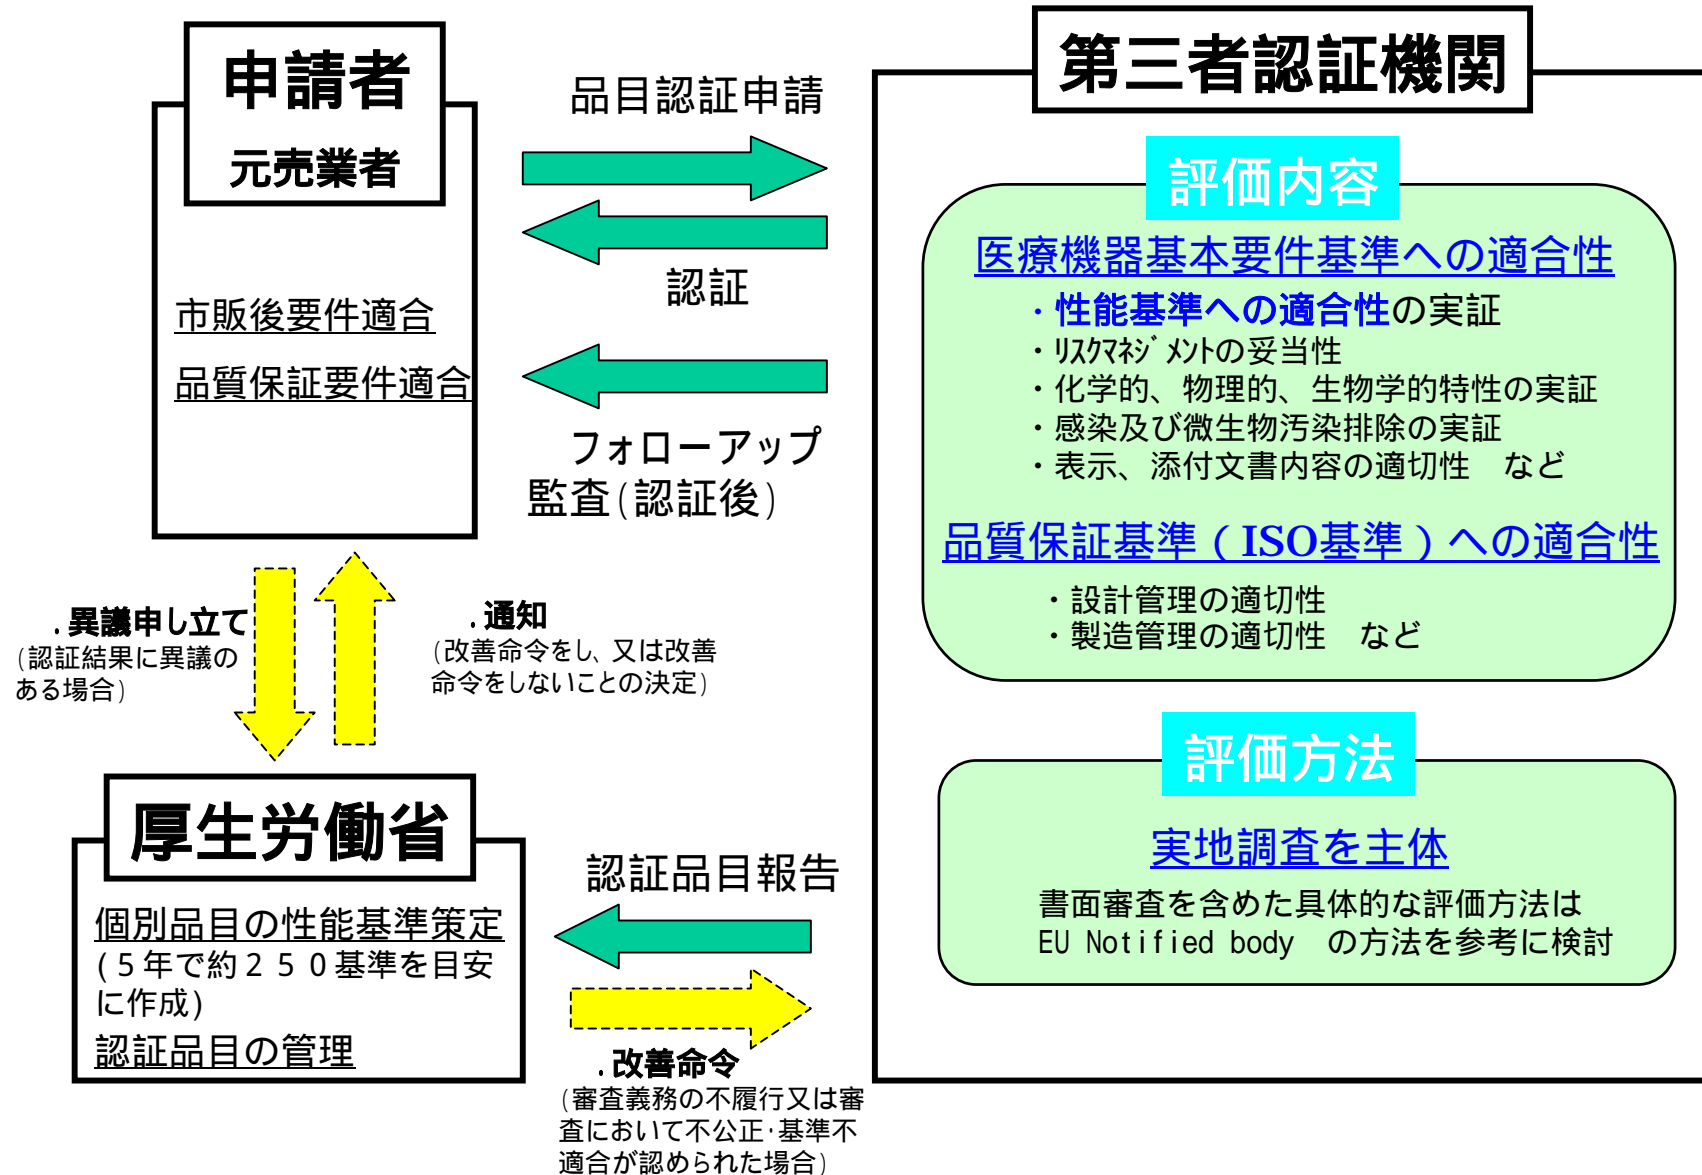 申請者
元売業者
市販後要件適合
品質保証要件適合
品目認証申請
認証
フォローアップ
監査(認証後)
第三者認証機関
評価内容
医療機器基本要件基準への適合性
・性能基準への適合性の実証
・ﾘｽｸﾏﾈｼﾞﾒﾝﾄの妥当性
・化学的、物理的、生物学的特性の実証
・感染及び微生物汚染排除の実証
・表示、添付文書内容の適切性　など
品質保証基準（ISO基準）への適合性
・設計管理の適切性
・製造管理の適切性　など
評価方法
実地調査を主体
書面審査を含めた具体的な評価方法は
EU Notified body　の方法を参考に検討
．異議申し立て
(認証結果に異議の
ある場合)
．通知
(改善命令をし、又は改善
命令をしないことの決定)
厚生労働省
個別品目の性能基準策定
(５年で約２５０基準を目安
に作成)
認証品目の管理
認証品目報告
．改善命令
(審査義務の不履行又は審
査において不公正･基準不
適合が認められた場合)